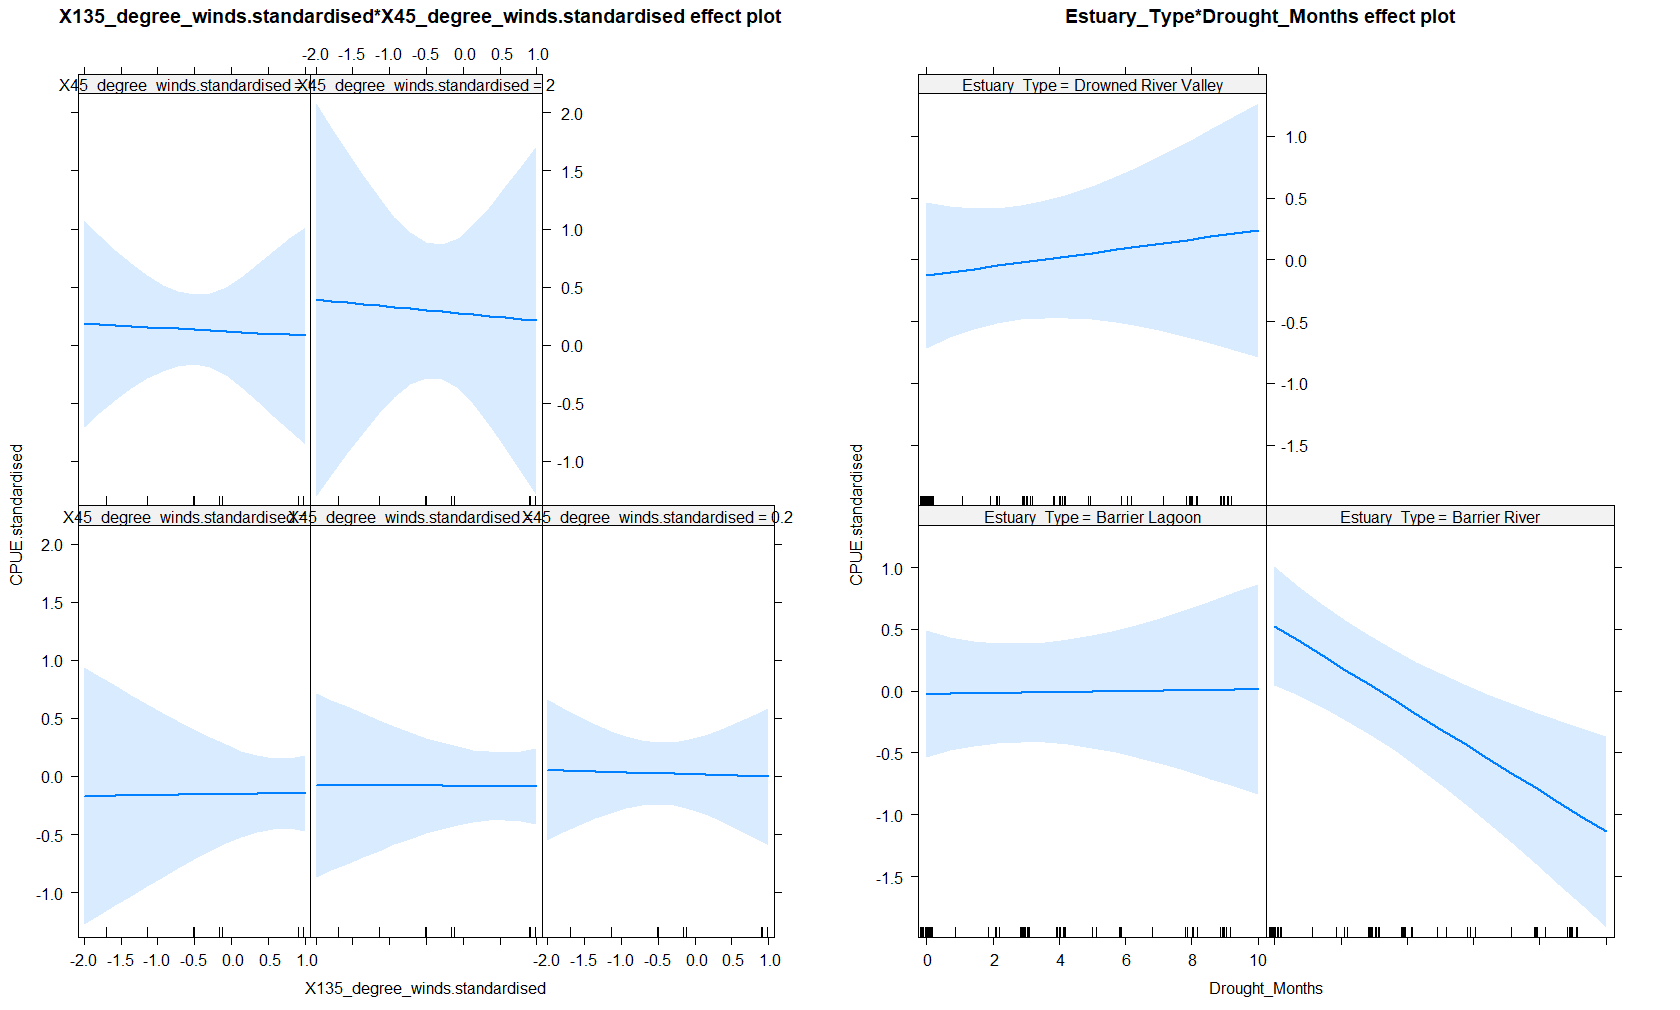 X135_degree_winds.standardised*X45_degree_winds.standardised effect plot
-2.0 -1.5 -1.0 -0.5 0.0 0.5 1.0
X45_degree_winds.standardised =
X45_degree_winds.standardised = 2
2.0
1.5
1.0
0.5
0.0
-0.5
-1.0
X45_degree_winds.standardised
X45_degree_winds.standardised =
X45_degree_winds.standardised = 0.2
CPUE.standardised
2.0
1.5
1.0
0.5
0.0
-0.5
-1.0
-2.0 -1.5 -1.0 -0.5 0.0 0.5 1.0
-2.0 -1.5 -1.0 -0.5 0.0 0.5 1.0
X135_degree_winds.standardised
Estuary_Type*Drought_Months effect plot
Estuary_Type = Drowned River Valley
1.0
0.5
0.0
-0.5
-1.0
-1.5
Estuary_Type = Barrier Lagoon
Estuary_Type = Barrier River
CPUE.standardised
1.0
0.5
0.0
-0.5
-1.0
-1.5
0 2 4 6 8 10
Drought_Months